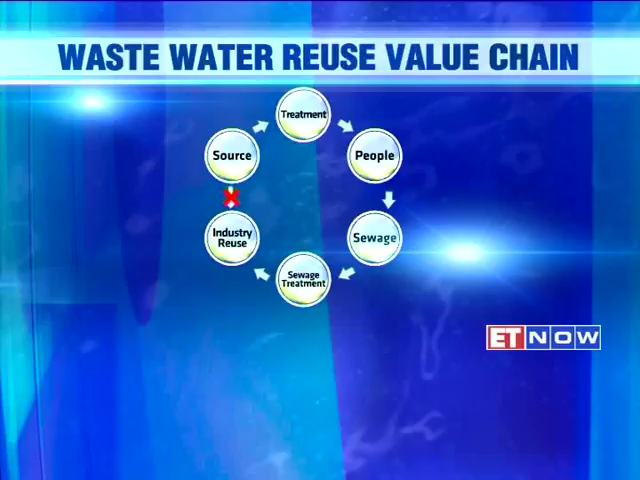 WASTE WATER REUSE VALUE CHAIN
Treatment
Source
People
Industry
Reuse
Sewage
Sewage
Treatment
ET NOW